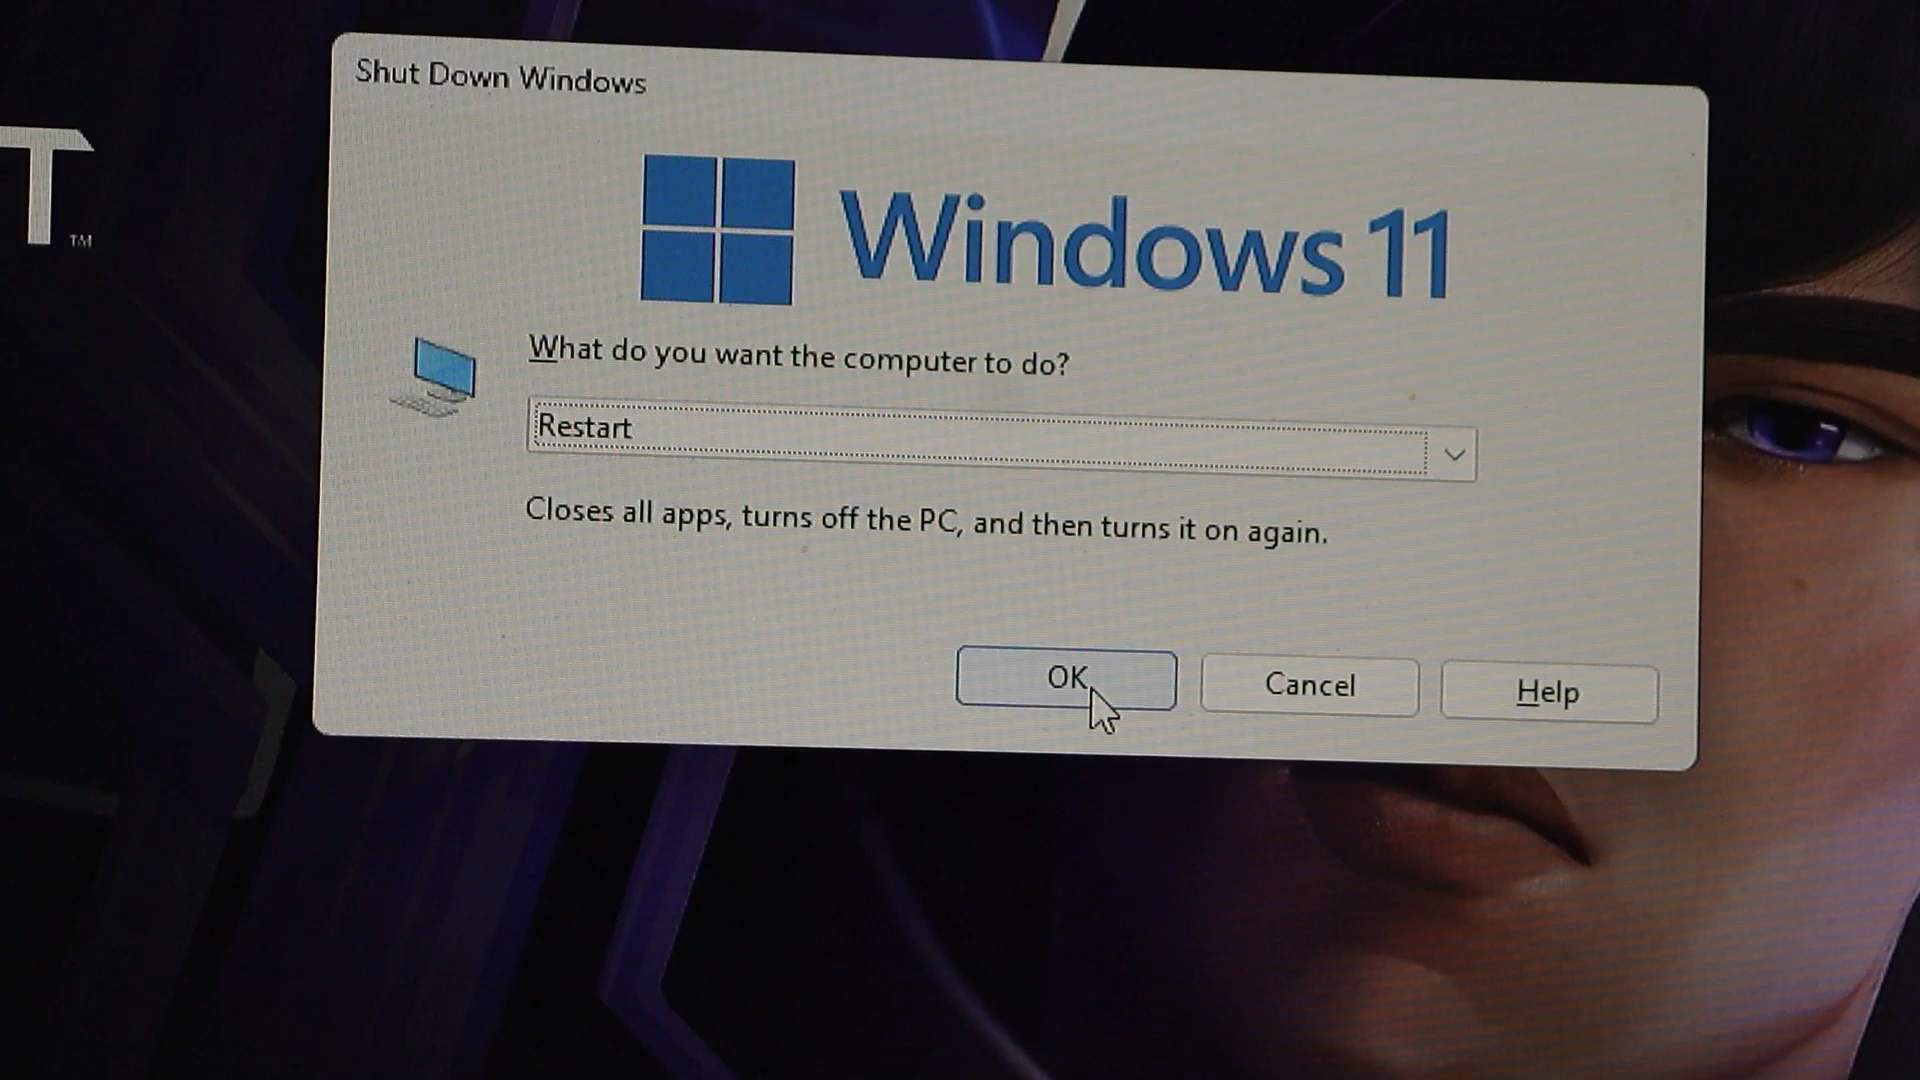 Shut Down Windows
T
TM
Windows 11
What do you want the computer to do?
Restart
Closes all apps, turns off the PC, and then turns it on again.
OK
Cancel
Help